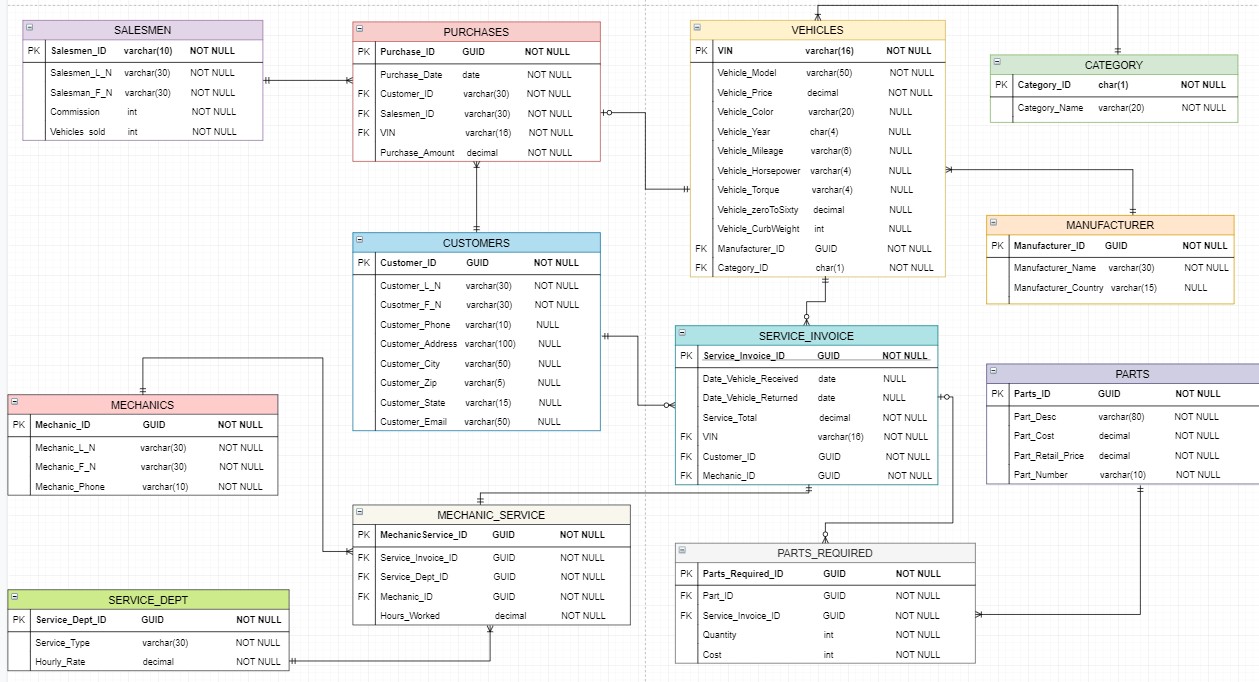 SALESMEN
PK Salesmen_ID varchar(10) NOT NULL
Salesmen_L_N varchar(30) NOT NULL
Salesman_F_N varchar(30) NOT NULL
Commission int NOT NULL
Vehicles_sold int NOT NULL
PURCHASES
PK Purchase_ID GUID NOT NULL
Purchase_Date date NOT NULL
FK Customer_ID varchar(30) NOT NULL
FK Salesmen_ID varchar(30) NOT NULL
FK VIN varchar(16) NOT NULL
Purchase_Amount decimal NOT NULL
VEHICLES
PK VIN varchar(16) NOT NULL
Vehicle_Model varchar(50) NOT NULL
Vehicle_Price decimal NOT NULL
Vehicle_Color varchar(20) NULL
Vehicle_Year char(4) NULL
Vehicle_Mileage varchar(6) NULL
Vehicle_Horsepower varchar(4) NULL
Vehicle_Torque varchar(4) NULL
Vehicle_zeroToSixty decimal NULL
Vehicle_CurbWeight int NULL
FK Manufacturer_ID GUID NOT NULL
FK Category_ID char(1) NOT NULL
CATEGORY
PK Category_ID char(1) NOT NULL
Category_Name varchar(20) NOT NULL
MANUFACTURER
PK Manufacturer_ID GUID NOT NULL
Manufacturer_Name varchar(30) NOT NULL
Manufacturer_Country varchar(15) NULL
CUSTOMERS
PK Customer_ID GUID NOT NULL
Customer_L_N varchar(30) NOT NULL
Cusotmer_F_N varchar(30) NOT NULL
Customer_Phone varchar(10) NULL
Customer_Address varchar(100) NULL
Customer_City varchar(50) NULL
Customer_Zip varchar(5) NULL
Customer_State varchar(15) NULL
Customer_Email varchar(50) NULL
SERVICE_INVOICE
PK Service_Invoice_ID GUID NOT NULL
Date_Vehicle_Received date NULL
Date_Vehicle_Returned date NULL
Service_Total decimal NOT NULL
FK VIN varchar(16) NOT NULL
FK Customer_ID GUID NOT NULL
FK Mechanic_ID GUID NOT NULL
PARTS
PK Parts_ID GUID NOT NULL
Part_Desc varchar(80) NOT NULL
Part_Cost decimal NOT NULL
Part_Retail_Price decimal NOT NULL
Part_Number varchar(10) NOT NULL
MECHANICS
PK Mechanic_ID GUID NOT NULL
Mechanic_L_N varchar(30) NOT NULL
Mechanic_F_N varchar(30) NOT NULL
Mechanic_Phone varchar(10) NOT NULL
MECHANIC_SERVICE
PK MechanicService_ID GUID NOT NULL
FK Service_Invoice_ID GUID NOT NULL
FK Service_Dept_ID GUID NOT NULL
FK Mechanic_ID GUID NOT NULL
Hours_Worked decimal NOT NULL
PARTS_REQUIRED
PK Parts_Required_ID GUID NOT NULL
FK Part_ID GUID NOT NULL
FK Service_Invoice_ID GUID NOT NULL
Quantity int NOT NULL
Cost int NOT NULL
SERVICE_DEPT
PK Service_Dept_ID GUID NOT NULL
Service_Type varchar(30) NOT NULL
Hourly_Rate decimal NOT NULL